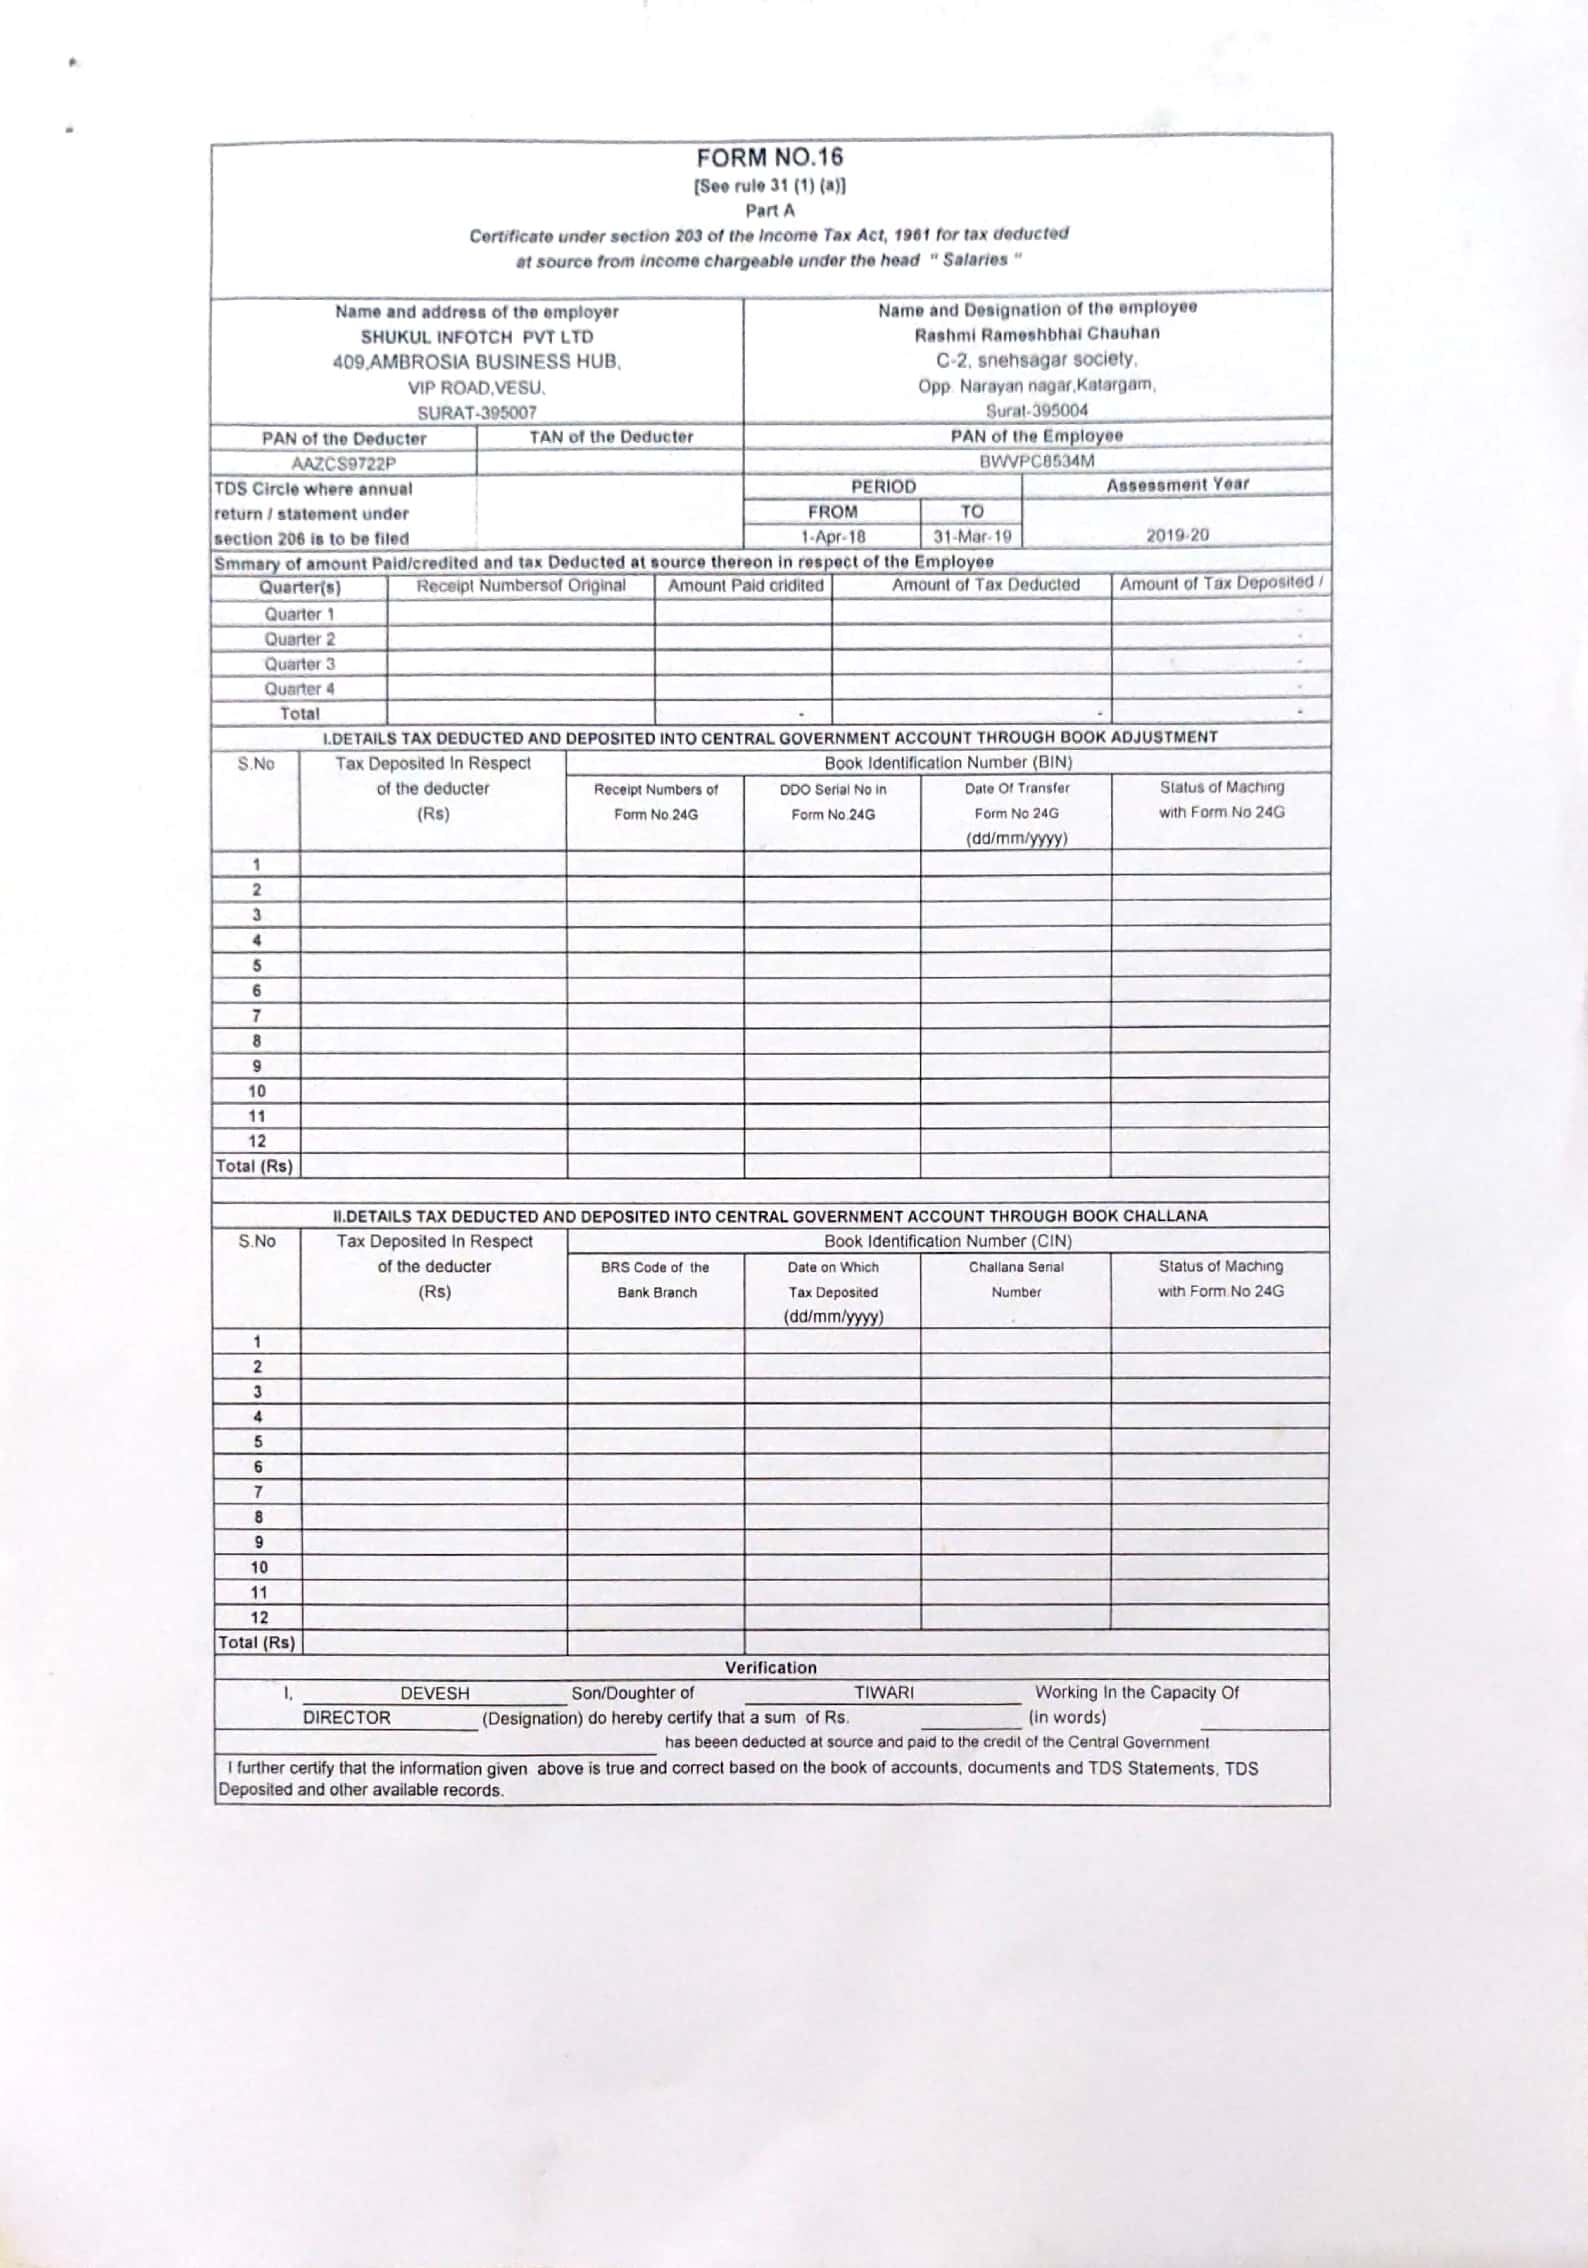 FORM NO.16
[See rule 31 (1) (a)]
Part A
Certificate under section 203 of the Income Tax Act, 1961 for tax deducted
at source from income chargeable under the head " Salaries "
Name and address of the employer
SHUKUL INFOTCH PVT LTD
409,AMBROSIA BUSINESS HUB,
VIP ROAD,VESU,
SURAT-395007
Name and Designation of the employee
Rashmi Rameshbhai Chauhan
C-2, snehsagar society,
Opp. Narayan nagar,Katargam,
Surat-395004
PAN of the Deducter TAN of the Deducter PAN of the Employee
AAZCS9722P BWVPC8534M
TDS Circle where annual
return / statement under
section 206 is to be filed
PERIOD Assessment Year
FROM TO
1-Apr-18 31-Mar-19 2019-20
Smmary of amount Paid/credited and tax Deducted at source thereon in respect of the Employee
Quarter(s) Receipt Numbersof Original Amount Paid cridited Amount of Tax Deducted Amount of Tax Deposited /
Quarter 1 -
Quarter 2 -
Quarter 3 -
Quarter 4 -
Total - - -
I.DETAILS TAX DEDUCTED AND DEPOSITED INTO CENTRAL GOVERNMENT ACCOUNT THROUGH BOOK ADJUSTMENT
S.No Tax Deposited In Respect Book Identification Number (BIN)
of the deducter Receipt Numbers of DDO Serial No in Date Of Transfer Status of Maching
(Rs) Form No.24G Form No.24G Form No 24G with Form No 24G
(dd/mm/yyyy)
1
2
3
4
5
6
7
8
9
10
11
12
Total (Rs)
II.DETAILS TAX DEDUCTED AND DEPOSITED INTO CENTRAL GOVERNMENT ACCOUNT THROUGH BOOK CHALLANA
S.No Tax Deposited In Respect Book Identification Number (CIN)
of the deducter BRS Code of the Date on Which Challana Serial Status of Maching
(Rs) Bank Branch Tax Deposited Number with Form No 24G
(dd/mm/yyyy)
1
2
3
4
5
6
7
8
9
10
11
12
Total (Rs)
Verification
I, DEVESH Son/Doughter of TIWARI Working In the Capacity Of
DIRECTOR (Designation) do hereby certify that a sum of Rs. (in words)
has beeen deducted at source and paid to the credit of the Central Government
I further certify that the information given above is true and correct based on the book of accounts, documents and TDS Statements, TDS
Deposited and other available records.